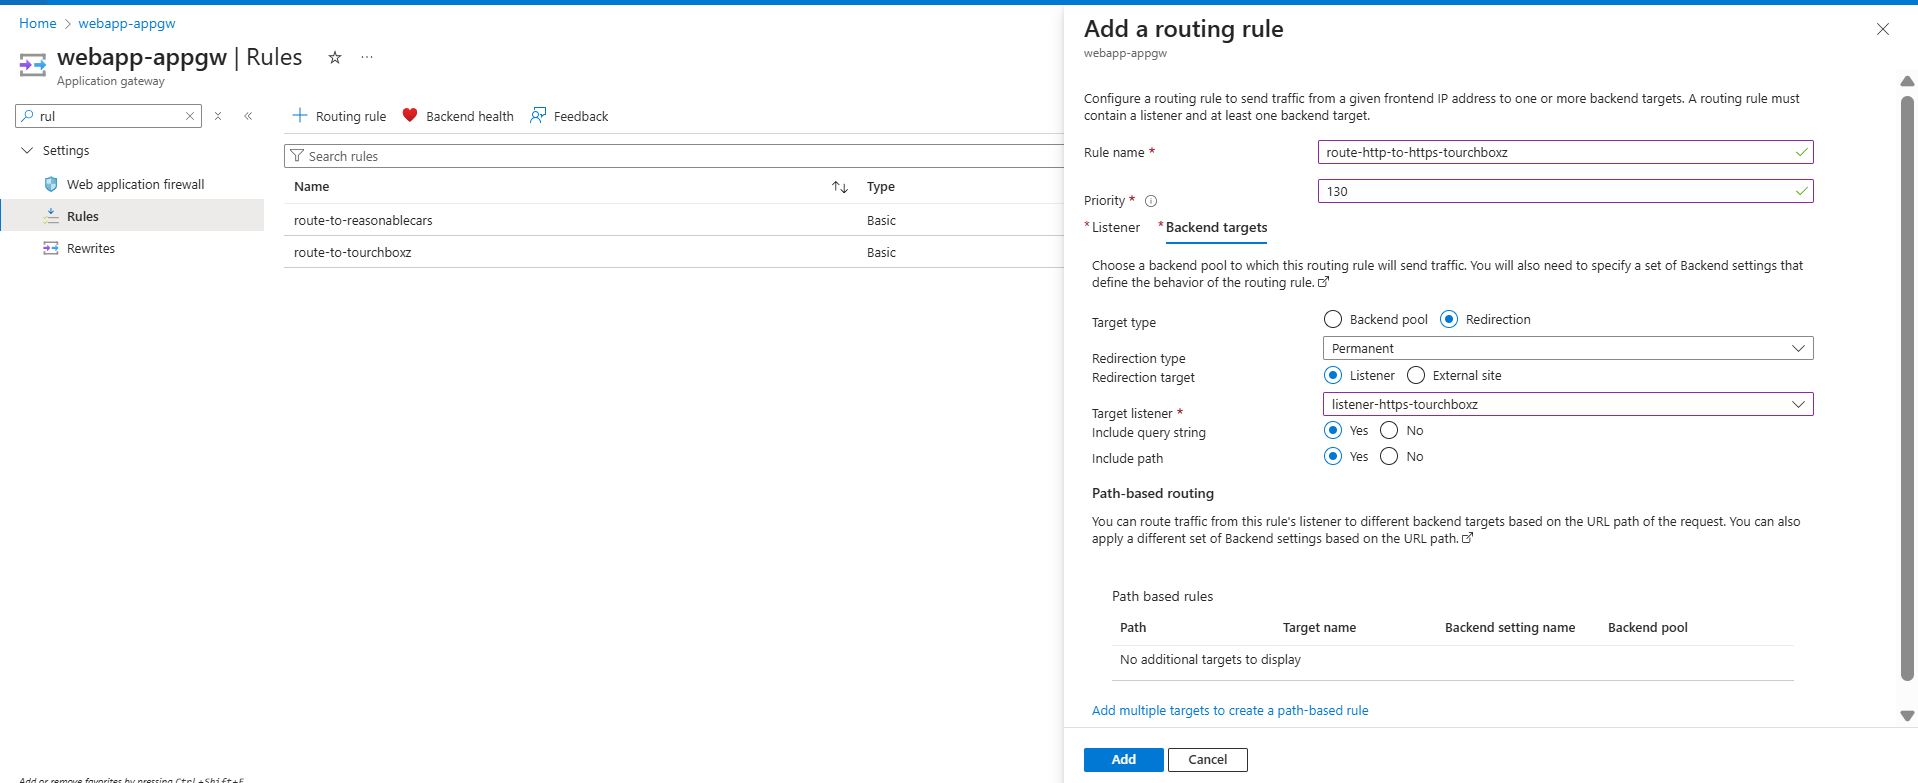 Home > webapp-appgw
webapp-appgw | Rules
Application gateway
rul
Settings
Web application firewall
Rules
Rewrites
Routing rule
Backend health
Feedback
Search rules
Name
Type
route-to-reasonablecars
Basic
route-to-tourchboxz
Basic
Add or remove favorites by pressing Ctrl+Shift+F
Add a routing rule
webapp-appgw
Configure a routing rule to send traffic from a given frontend IP address to one or more backend targets. A routing rule must
contain a listener and at least one backend target.
Rule name *
route-http-to-https-tourchboxz
Priority *
130
* Listener
* Backend targets
Choose a backend pool to which this routing rule will send traffic. You will also need to specify a set of Backend settings that
define the behavior of the routing rule.
Target type
Backend pool
Redirection
Redirection type
Permanent
Redirection target
Listener
External site
Target listener *
listener-https-tourchboxz
Include query string
Yes
No
Include path
Yes
No
Path-based routing
You can route traffic from this rule's listener to different backend targets based on the URL path of the request. You can also
apply a different set of Backend settings based on the URL path.
Path based rules
Path
Target name
Backend setting name
Backend pool
No additional targets to display
Add multiple targets to create a path-based rule
Add
Cancel